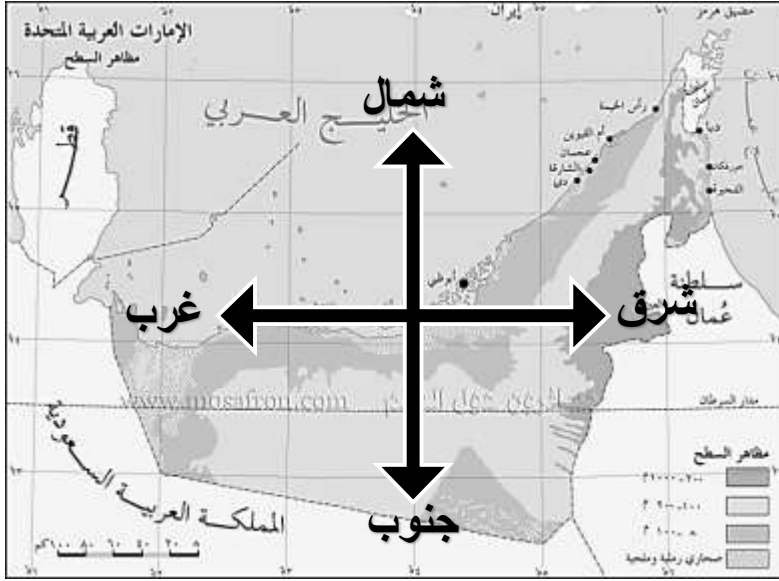 الإمارات العربية المتحدة
مظاهر السطح
إيران
مضيق هرمز
شمال
الخليج العربي
قطر
رأس الخيمة
أم القيوين
عجمان
الشارقة
دبي
دبا
خورفكان
الفجيرة
أبوظبي
غرب
شرق
سلطنة
عُمان
www.mosafron.com
مدار السرطان
المملكة العربية السعودية
جنوب
مظاهر السطح
صحاري رملية وملحية